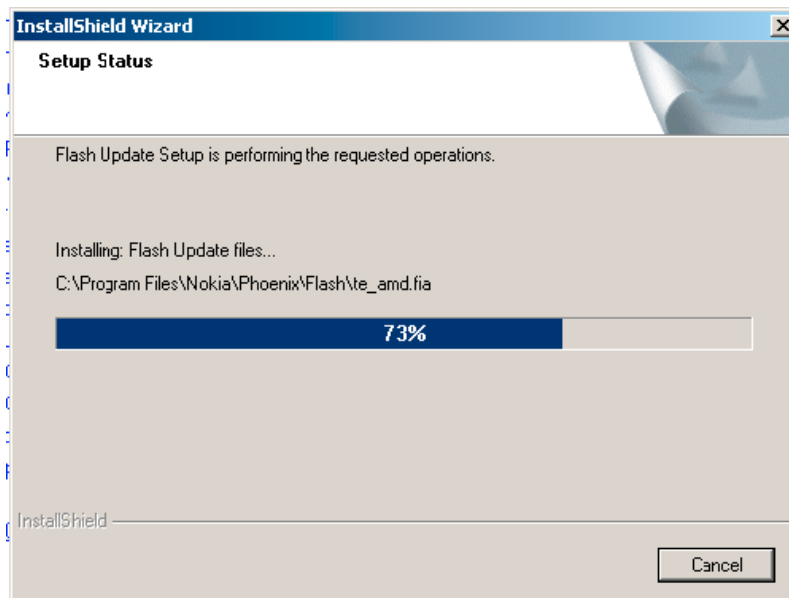 InstallShield Wizard
Setup Status
Flash Update Setup is performing the requested operations.
Installing: Flash Update files...
C:\Program Files\Nokia\Phoenix\Flash\te_amd.fia
73%
InstallShield
Cancel